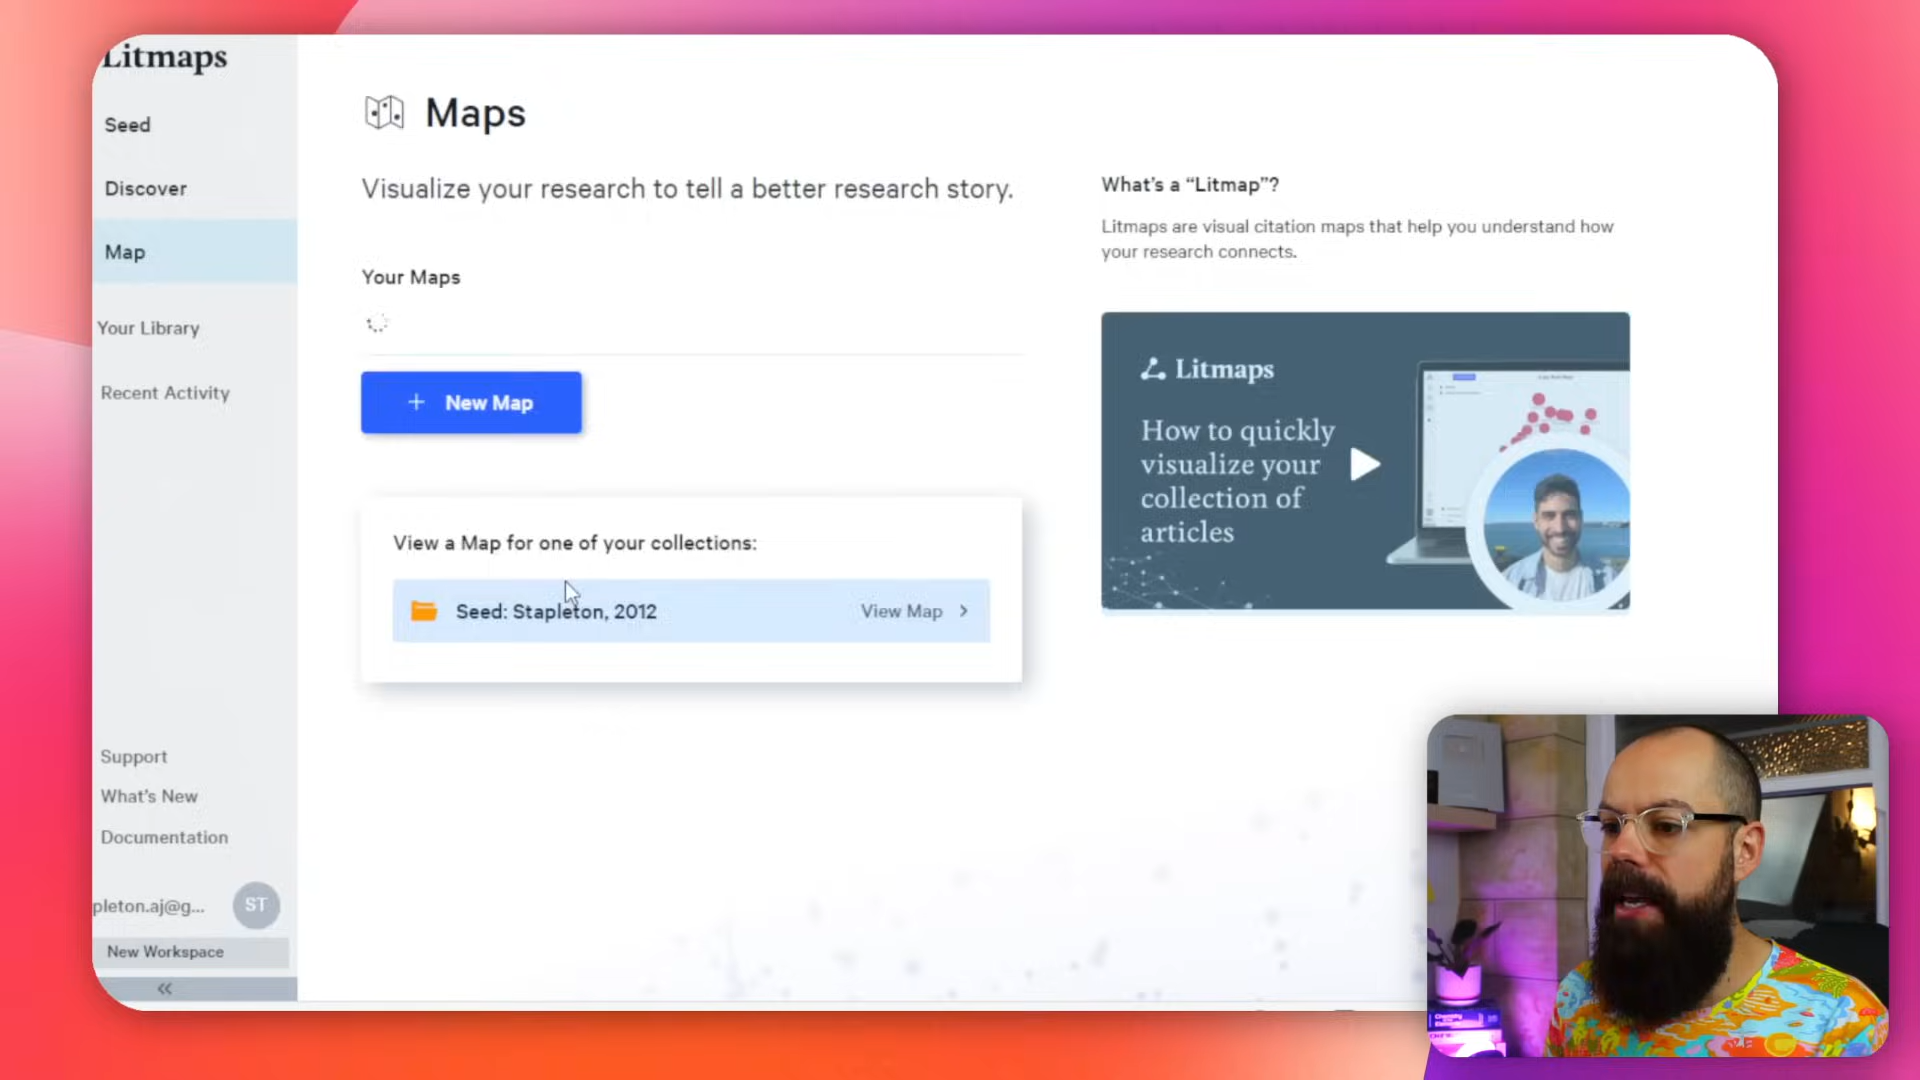 Litmaps
Seed
Discover
Map
Your Library
Recent Activity
Support
What's New
Documentation
pleton.aj@g...
ST
New Workspace
«
Maps
Visualize your research to tell a better research story.
Your Maps
+ New Map
View a Map for one of your collections:
Seed: Stapleton, 2012
View Map >
What's a “Litmap”?
Litmaps are visual citation maps that help you understand how
your research connects.
Litmaps
How to quickly
visualize your
collection of
articles